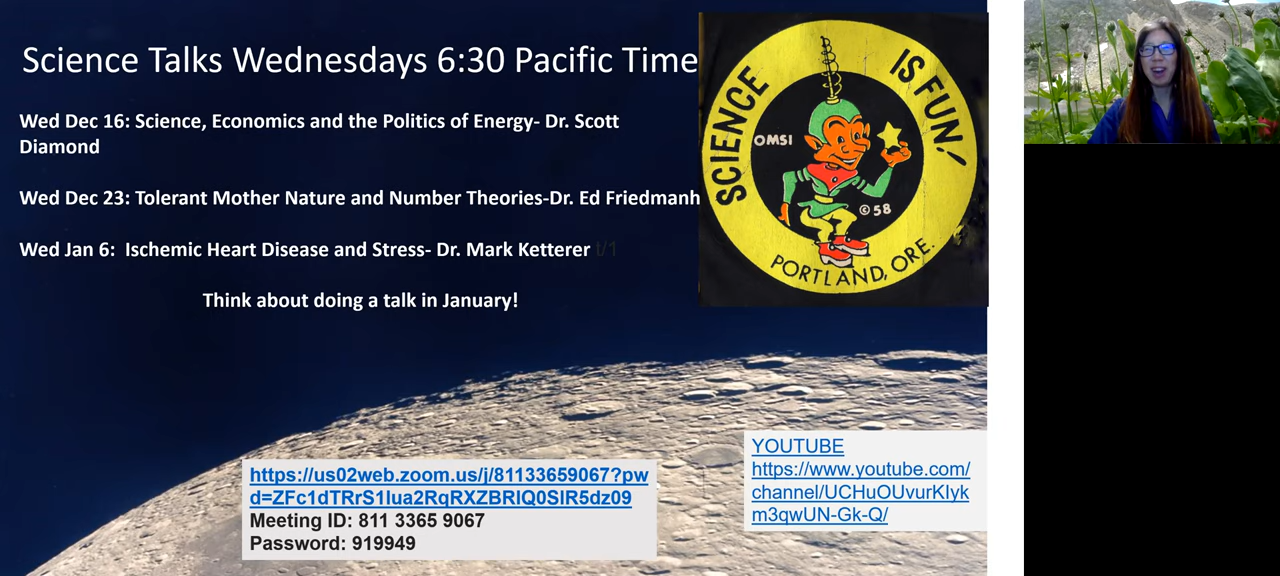 Science Talks Wednesdays 6:30 Pacific Time
Wed Dec 16: Science, Economics and the Politics of Energy- Dr. Scott
Diamond
Wed Dec 23: Tolerant Mother Nature and Number Theories-Dr. Ed Friedmanh
Wed Jan 6:  Ischemic Heart Disease and Stress- Dr. Mark Ketterer
Think about doing a talk in January!
SCIENCE IS FUN!
OMSI
©58
PORTLAND, ORE.
https://us02web.zoom.us/j/81133659067?pw
d=ZFc1dTRrS1lua2RqRXZBRlQ0SlR5dz09
Meeting ID: 811 3365 9067
Password: 919949
YOUTUBE
https://www.youtube.com/
channel/UCHuOUvurKIyk
m3qwUN-Gk-Q/